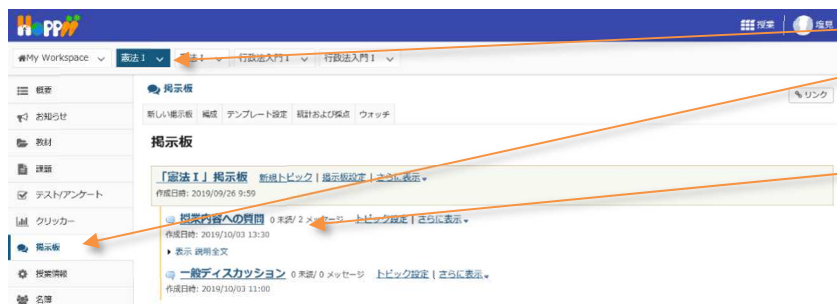 Hoppii
授業
塩見
My Workspace
憲法 I
憲法 I
行政法入門 I
行政法入門 I
概要
お知らせ
教材
課題
テスト/アンケート
クリッカー
掲示板
授業情報
名簿
掲示板
リンク
新しい掲示板 編成 テンプレート設定 統計および採点 ウォッチ
掲示板
「憲法 I 」掲示板 新規トピック | 掲示板設定 | さらに表示
作成日時: 2019/09/26 9:59
授業内容への質問 0 未読/ 2 メッセージ トピック設定 | さらに表示
作成日時: 2019/10/03 13:30
表示 説明全文
一般ディスカッション 0 未読/ 0 メッセージ トピック設定 | さらに表示
作成日時: 2019/10/03 11:00